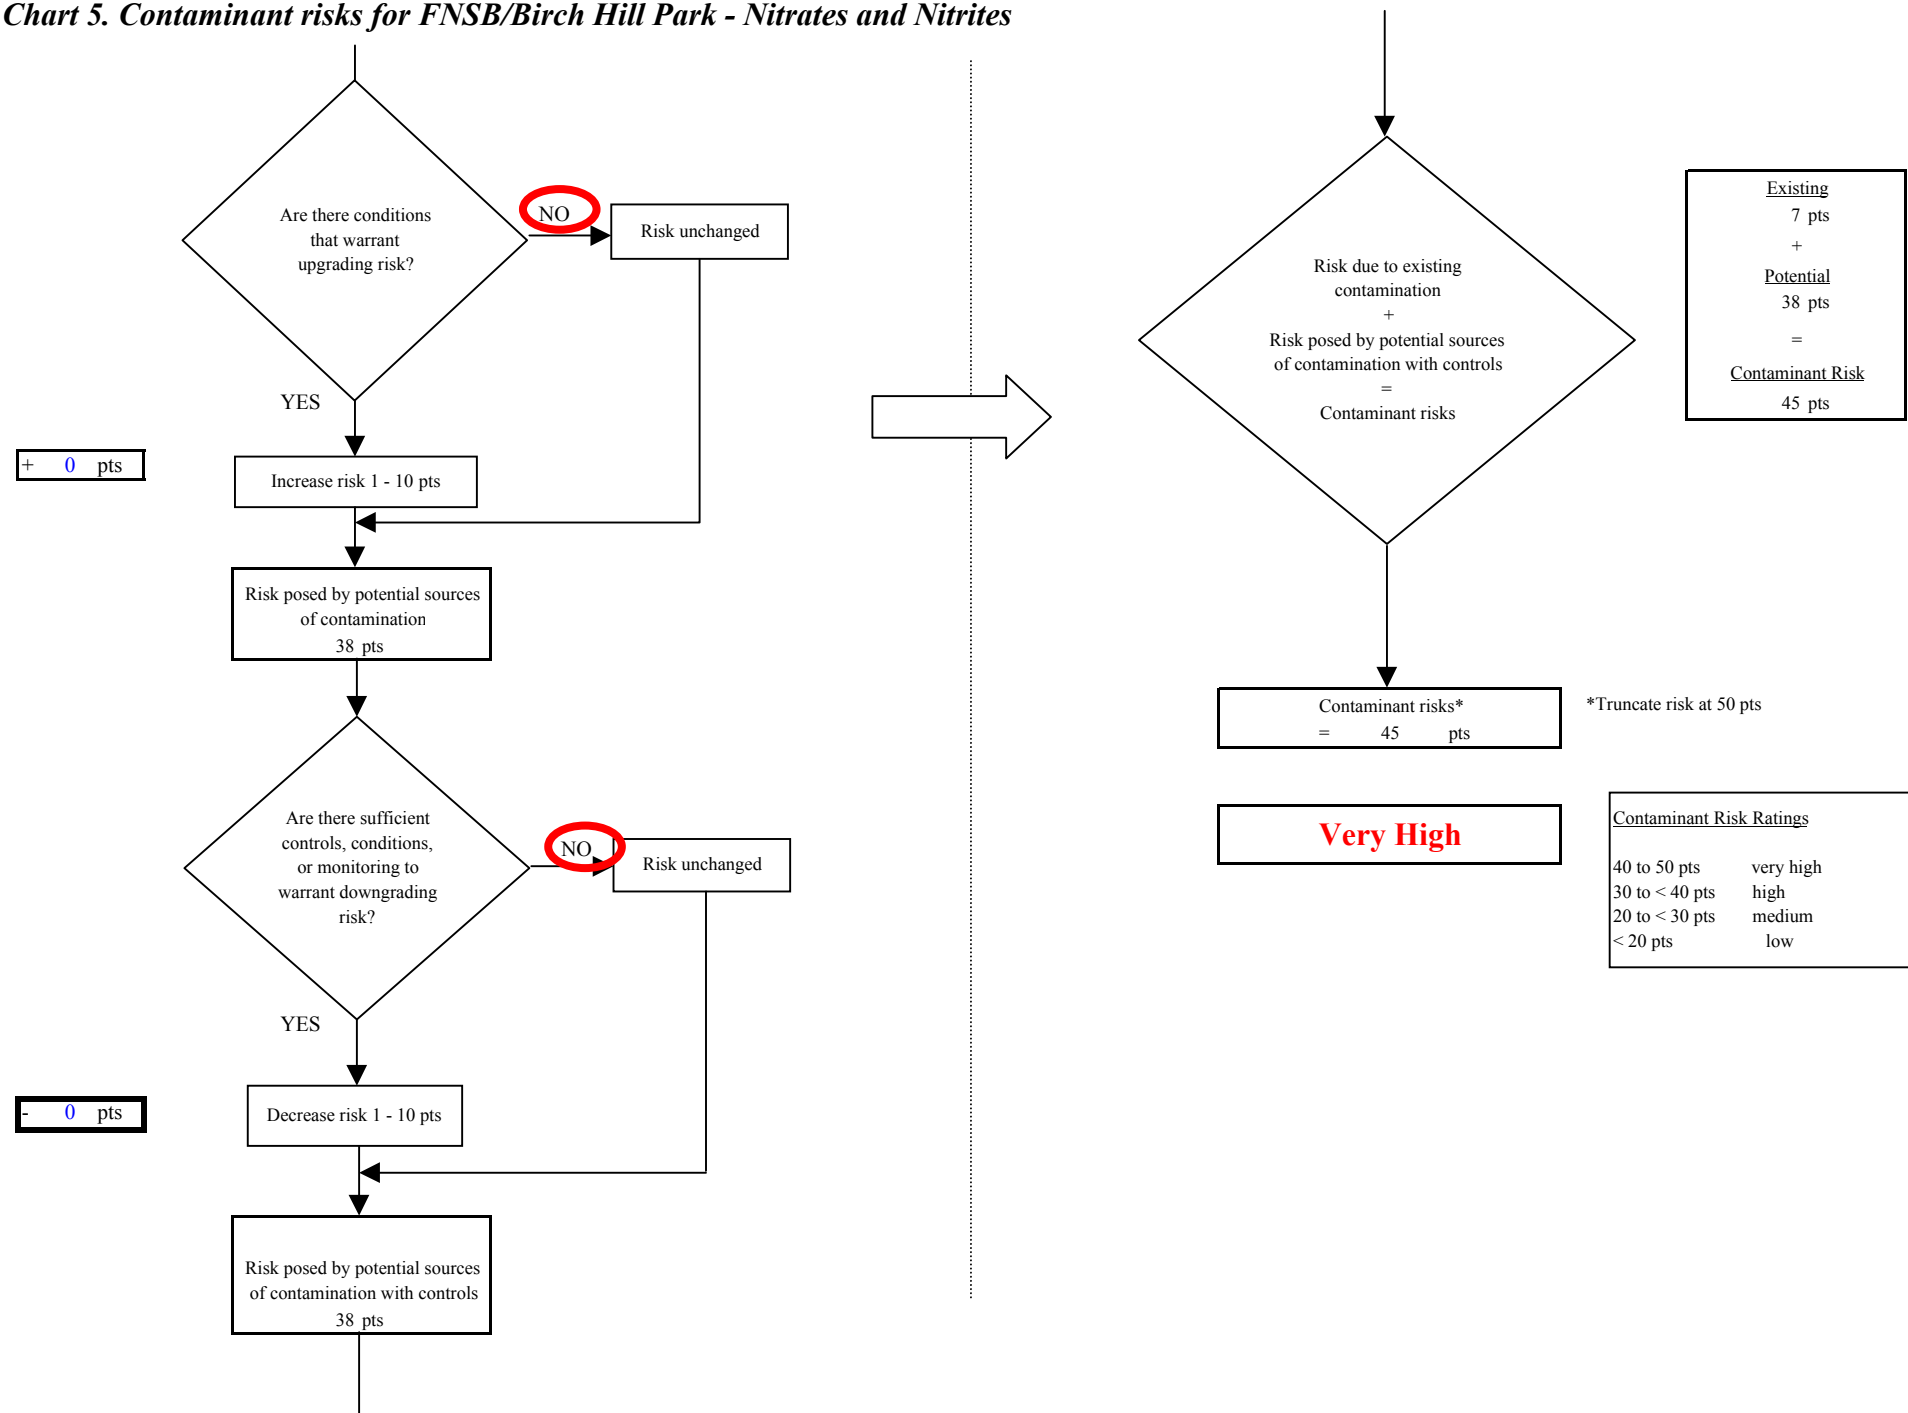 Chart 5. Contaminant risks for FNSB/Birch Hill Park - Nitrates and Nitrites
Are there conditions
that warrant
upgrading risk?
NO
Risk unchanged
YES
+ 0 pts
Increase risk 1 - 10 pts
Risk posed by potential sources
of contamination
38 pts
Are there sufficient
controls, conditions,
or monitoring to
warrant downgrading
risk?
NO
Risk unchanged
YES
- 0 pts
Decrease risk 1 - 10 pts
Risk posed by potential sources
of contamination with controls
38 pts
Risk due to existing
contamination
+
Risk posed by potential sources
of contamination with controls
=
Contaminant risks
Existing
7 pts
+
Potential
38 pts
=
Contaminant Risk
45 pts
Contaminant risks*
= 45 pts
*Truncate risk at 50 pts
Very High
Contaminant Risk Ratings
40 to 50 pts very high
30 to < 40 pts high
20 to < 30 pts medium
< 20 pts low